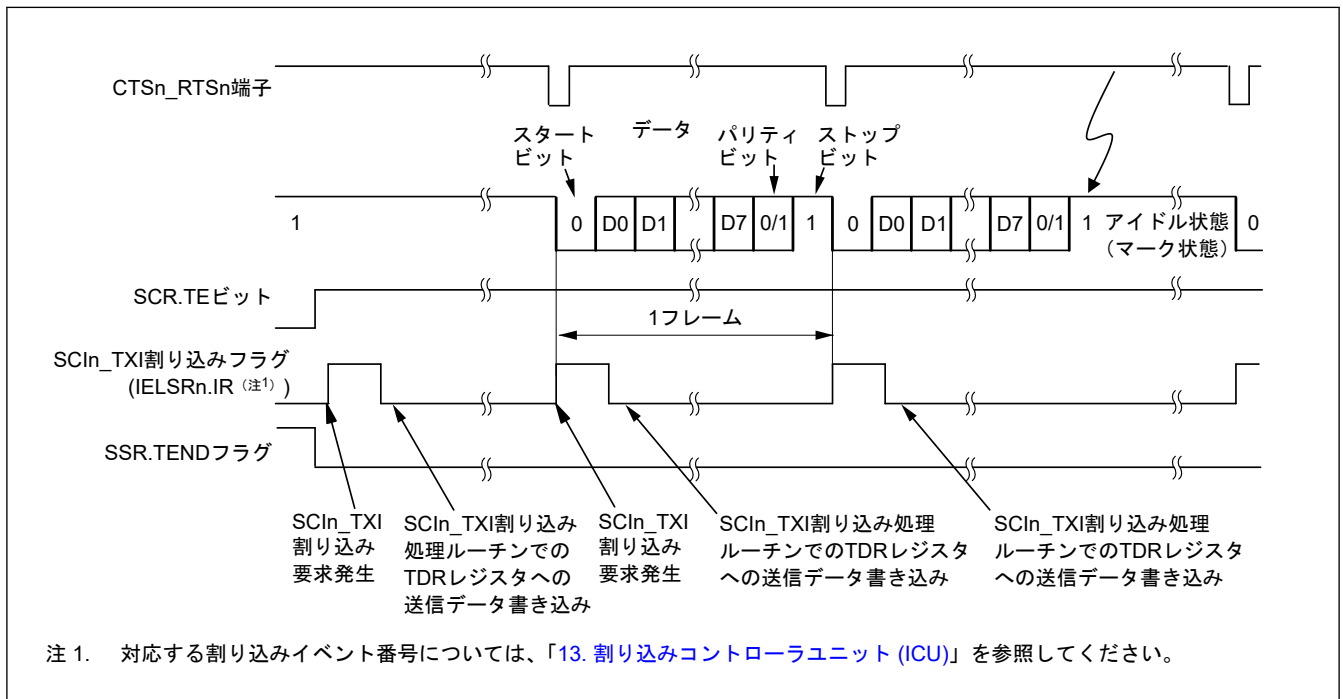 CTSn_RTSn端子
スタート
ビット
データ
パリティ
ビット
ストップ
ビット
1
0
D0
D1
D7
0/1
1
0
D0
D1
D7
0/1
1
アイドル状態
（マーク状態）
0
SCR.TEビット
1フレーム
SCIn_TXI割り込みフラグ
(IELSRn.IR（注1）)
SSR.TENDフラグ
SCIn_TXI
割り込み
要求発生
SCIn_TXI割り込み
処理ルーチンでの
TDRレジスタへの
送信データ書き込み
SCIn_TXI
割り込み
要求発生
SCIn_TXI割り込み処理
ルーチンでのTDRレジスタ
への送信データ書き込み
SCIn_TXI割り込み処理
ルーチンでのTDRレジスタ
への送信データ書き込み
注 1. 対応する割り込みイベント番号については、「13. 割り込みコントローラユニット (ICU)」を参照してください。